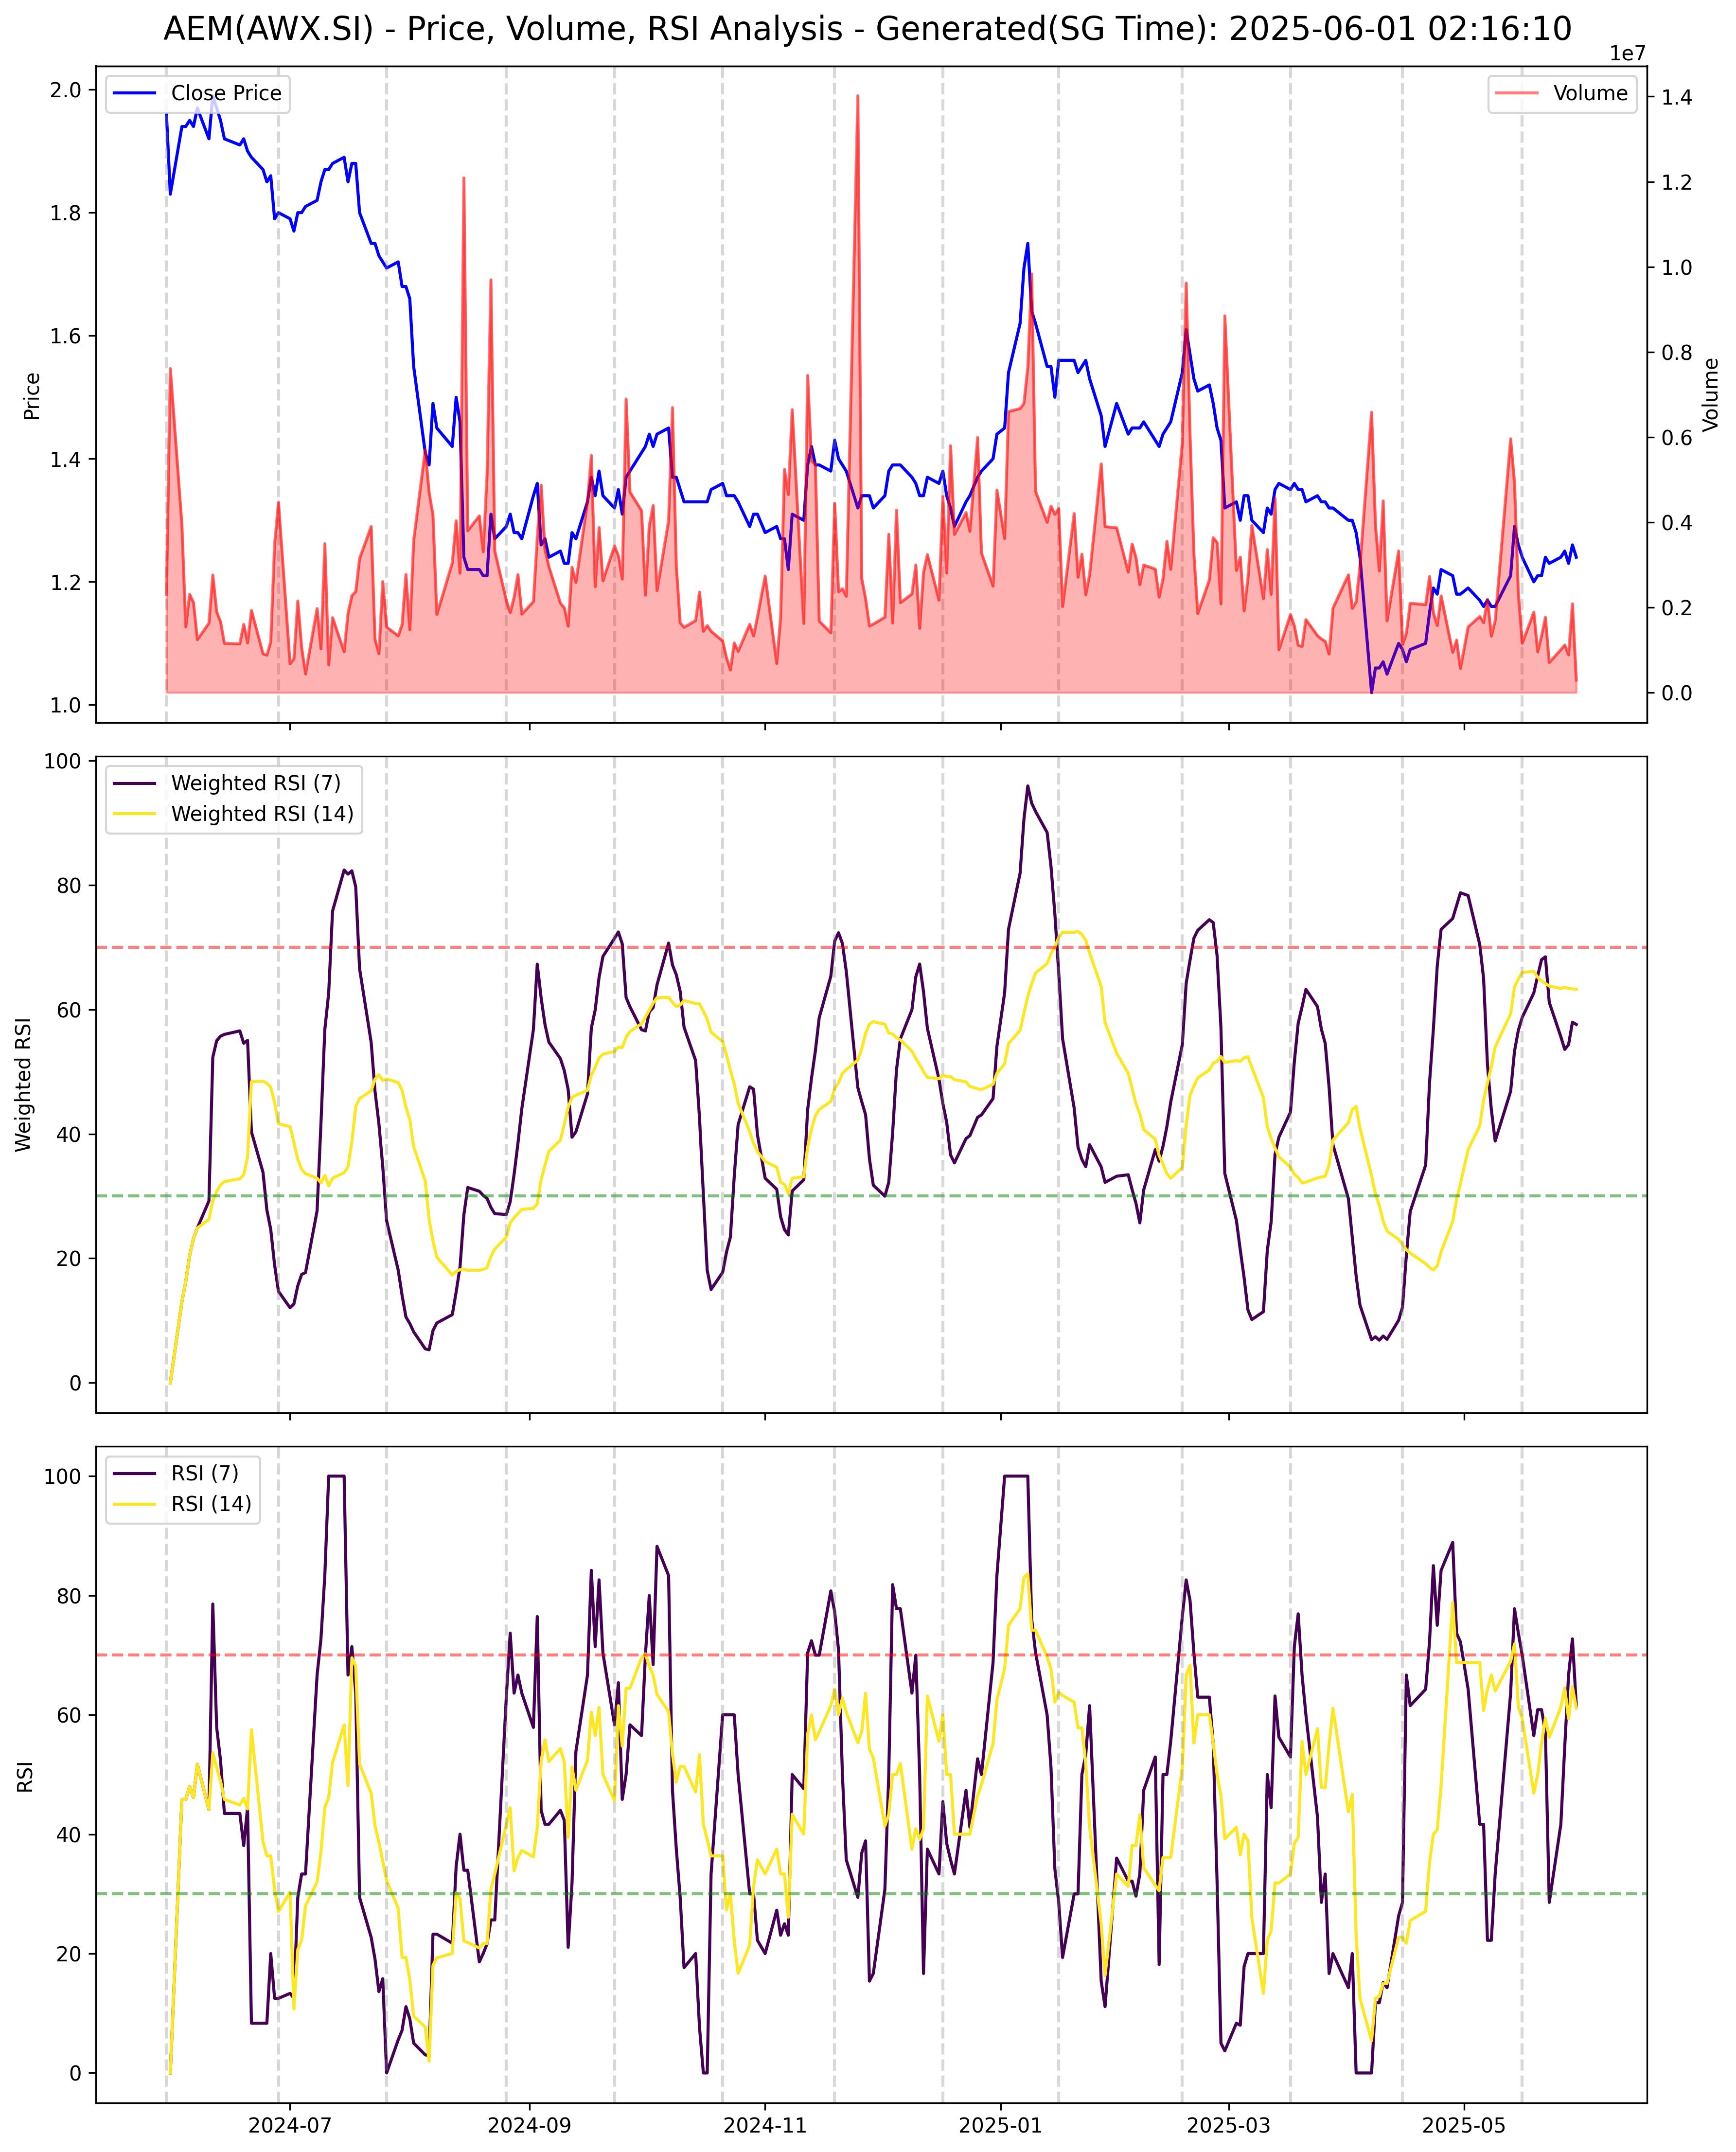 AEM(AWX.SI) - Price, Volume, RSI Analysis - Generated(SG Time): 2025-06-01 02:16:10
1e7
Close Price
Volume
2.0
1.8
1.6
1.4
1.2
1.0
Price
1.4
1.2
1.0
0.8
0.6
0.4
0.2
0.0
Volume
Weighted RSI (7)
Weighted RSI (14)
100
80
60
40
20
0
Weighted RSI
RSI (7)
RSI (14)
100
80
60
40
20
0
RSI
2024-07
2024-09
2024-11
2025-01
2025-03
2025-05